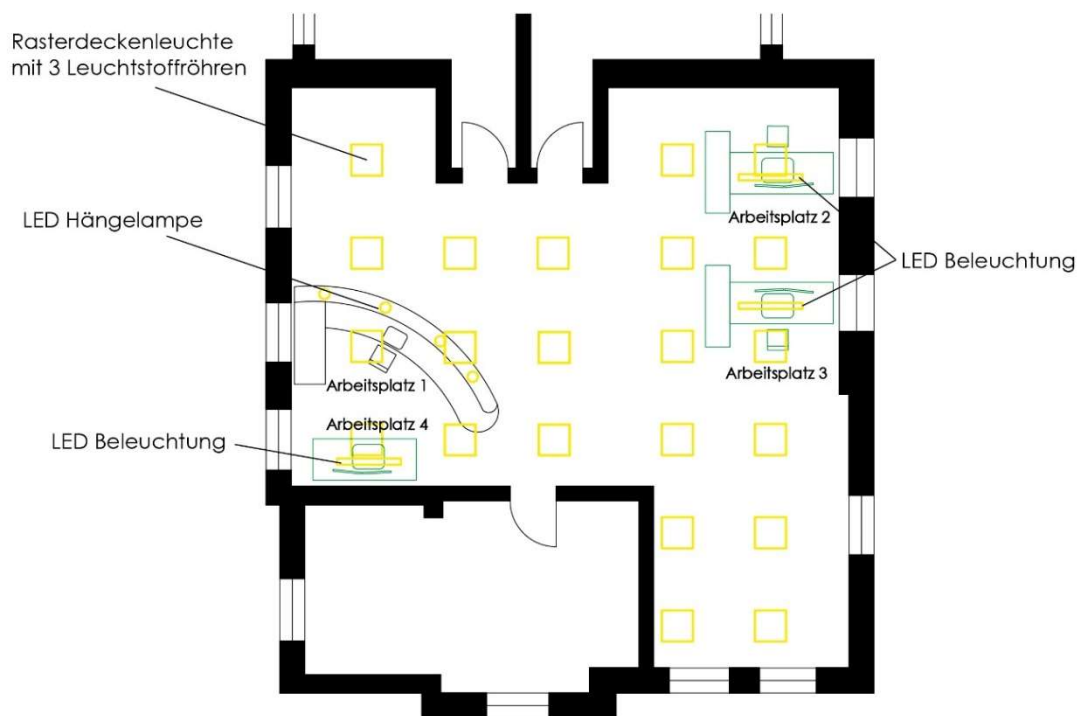 Rasterdeckenleuchte
mit 3 Leuchtstoffröhren
LED Hängelampe
Arbeitsplatz 2
LED Beleuchtung
Arbeitsplatz 3
Arbeitsplatz 1
Arbeitsplatz 4
LED Beleuchtung